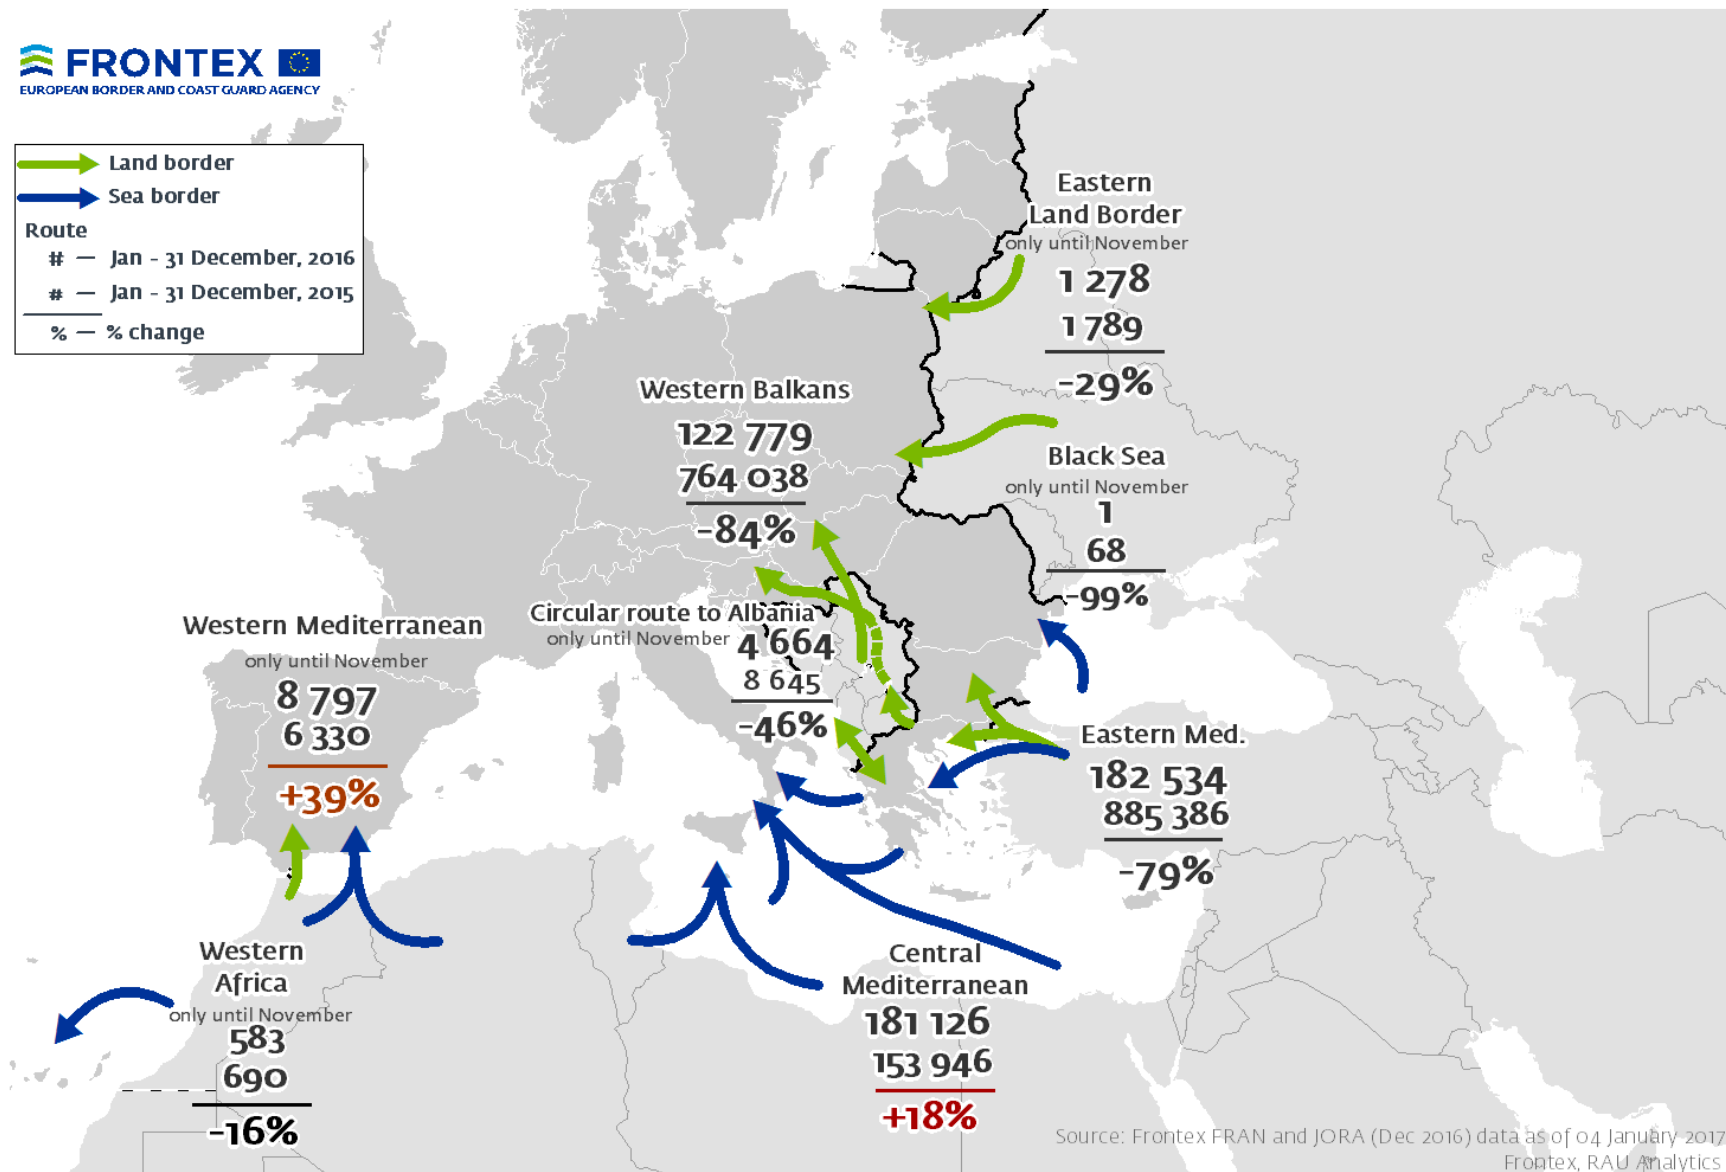 FRONTEX
EUROPEAN BORDER AND COAST GUARD AGENCY
Land border
Sea border
Route
# — Jan - 31 December, 2016
# — Jan - 31 December, 2015
% — % change
Eastern
Land Border
only until November
1 278
1 789
-29%
Western Balkans
122 779
764 038
-84%
Black Sea
only until November
1
68
-99%
Circular route to Albania
only until November
4 664
8 645
-46%
Western Mediterranean
only until November
8 797
6 330
+39%
Eastern Med.
182 534
885 386
-79%
Western
Africa
only until November
583
690
-16%
Central
Mediterranean
181 126
153 946
+18%
Source: Frontex FRAN and JORA (Dec 2016) data as of 04 January 2017
Frontex, RAU Analytics